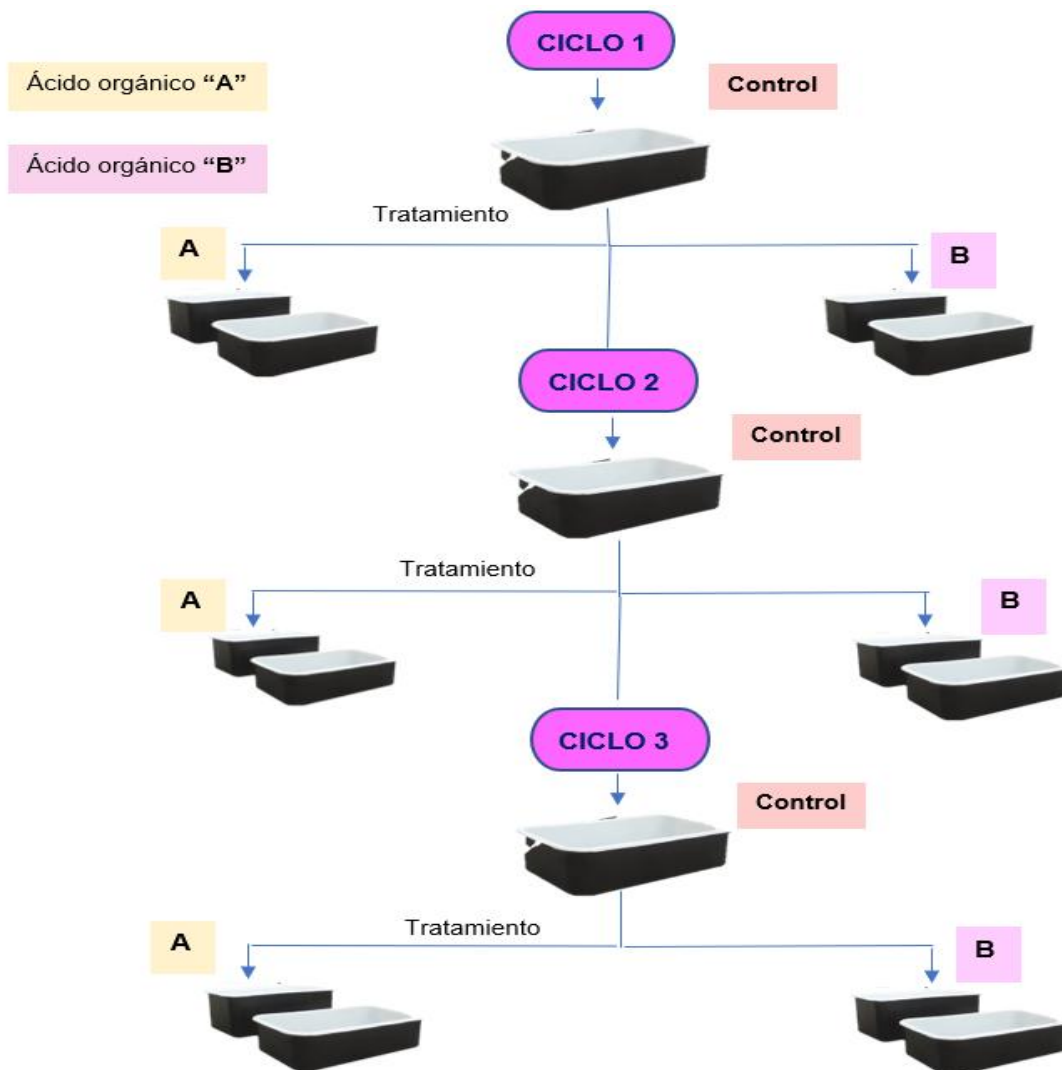 CICLO 1
Ácido orgánico “A”
Control
Ácido orgánico “B”
Tratamiento
A
B
CICLO 2
Control
Tratamiento
A
B
CICLO 3
Control
Tratamiento
A
B